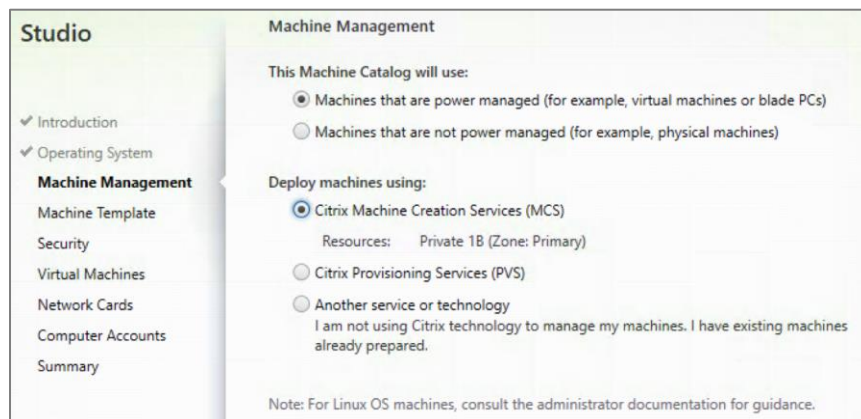 Studio
✔ Introduction
✔ Operating System
Machine Management
Machine Template
Security
Virtual Machines
Network Cards
Computer Accounts
Summary
Machine Management
This Machine Catalog will use:
Machines that are power managed (for example, virtual machines or blade PCs)
Machines that are not power managed (for example, physical machines)
Deploy machines using:
Citrix Machine Creation Services (MCS)
Resources: Private 1B (Zone: Primary)
Citrix Provisioning Services (PVS)
Another service or technology
I am not using Citrix technology to manage my machines. I have existing machines
already prepared.
Note: For Linux OS machines, consult the administrator documentation for guidance.